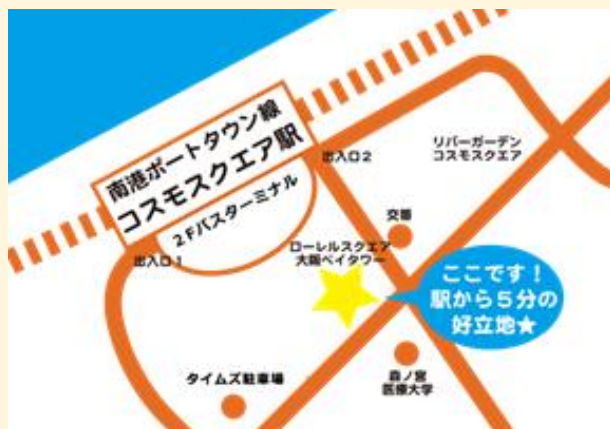 南港ポートタウン線
コスモスクエア駅
2Fバスターミナル
出入口1
出入口2
リバーガーデン
コスモスクエア
交番
ローレルスクエア
大阪ベイタワー
ここです!
駅から5分の
好立地★
タイムズ駐車場
森ノ宮
医療大学